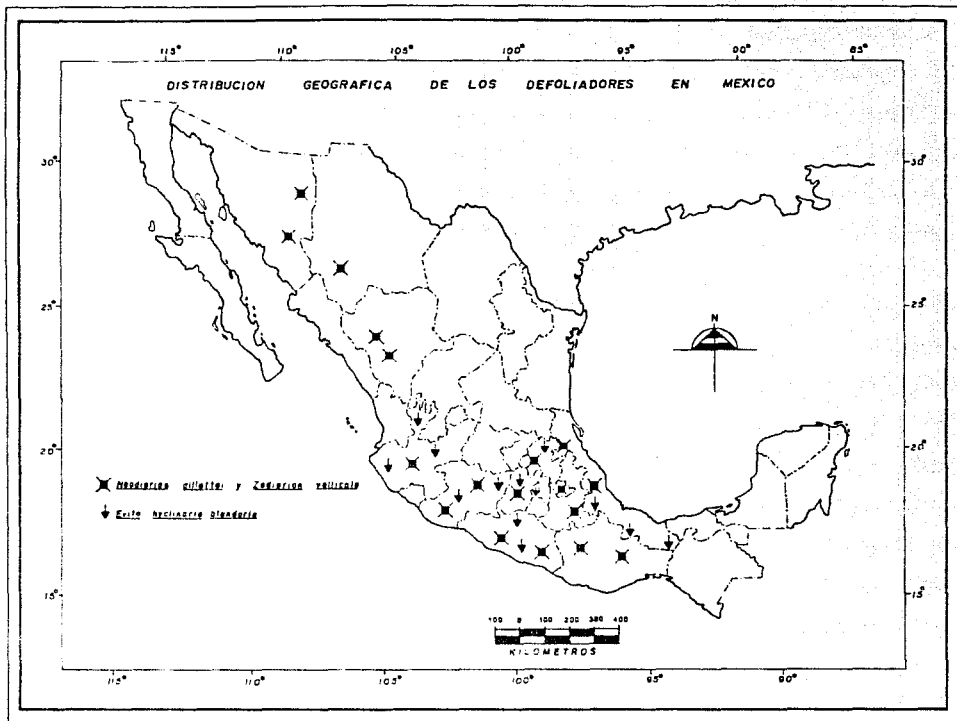 115° 110° 105° 100° 95° 90° 85°
DISTRIBUCION GEOGRAFICA DE LOS DEFOLIADORES EN MEXICO
30° 30°
25° 25°
N
20° 20°
Neodiprion gillettei y Zadiprion vallicola
Evita hyalinaria blandaria
15° 15°
100 0 100 200 300 400
KILOMETROS
115° 110° 105° 100° 95° 90°